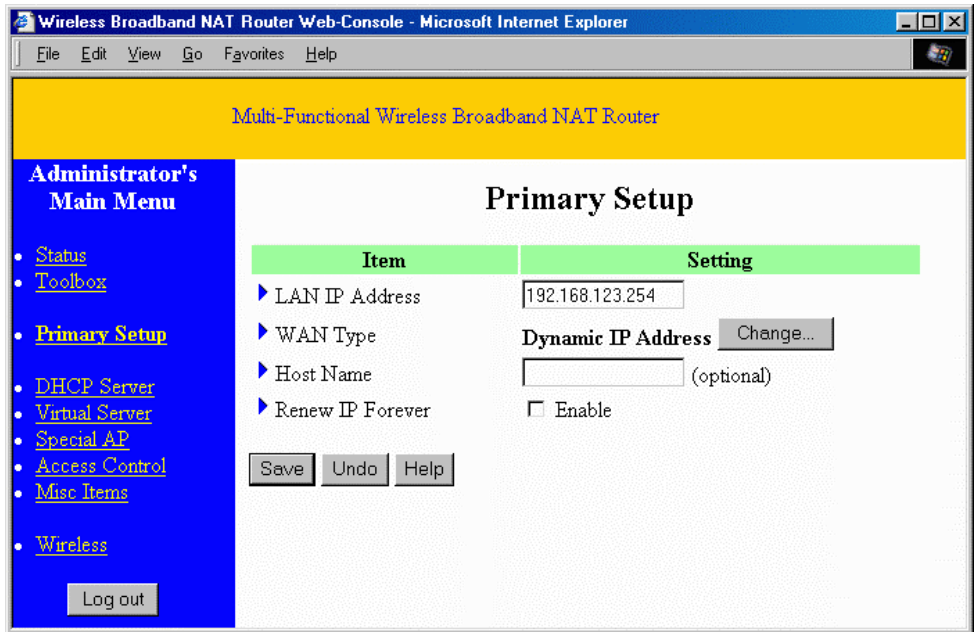 Wireless Broadband NAT Router Web-Console - Microsoft Internet Explorer
File Edit View Go Favorites Help
Multi-Functional Wireless Broadband NAT Router
Administrator's
Main Menu
Status
Toolbox
Primary Setup
DHCP Server
Virtual Server
Special AP
Access Control
Misc Items
Wireless
Log out
Primary Setup
Item Setting
LAN IP Address 192.168.123.254
WAN Type Dynamic IP Address Change...
Host Name (optional)
Renew IP Forever Enable
Save Undo Help